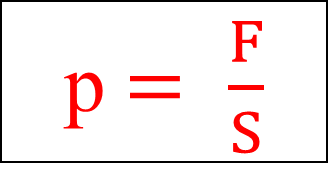 p = F/S